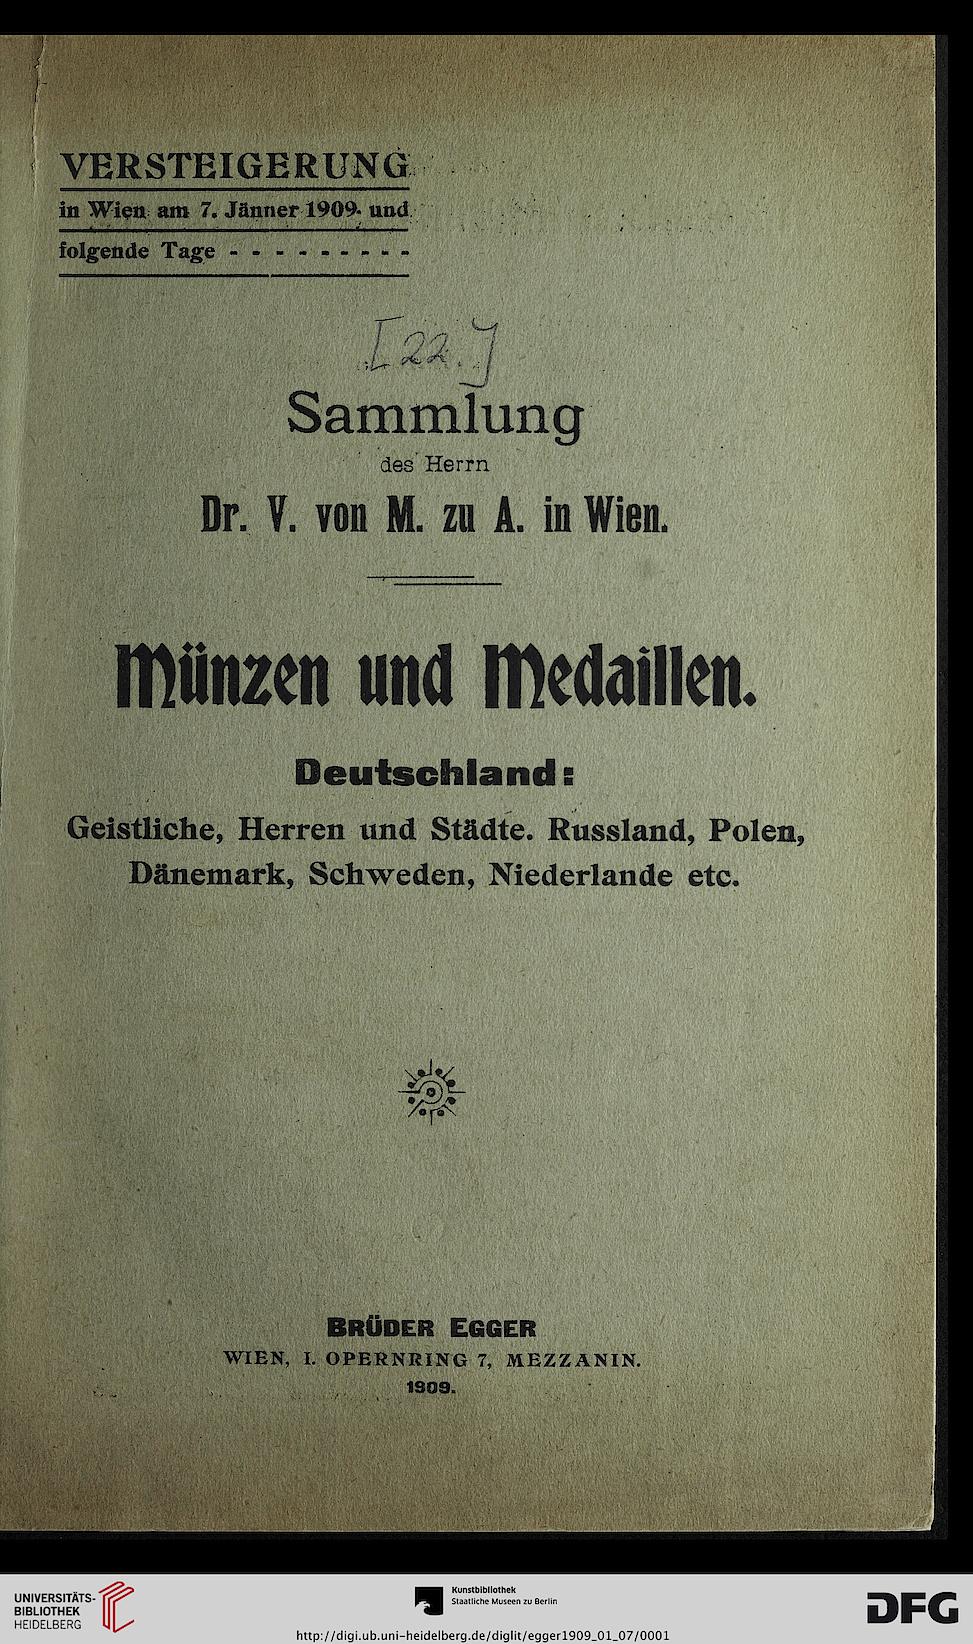 VERSTEIGERUNG
in Wien am 7. Jänner 1909. und
folgende Tage - - - - - - - - -
[22.]
Sammlung
des Herrn
Dr. V. von M. zu A. in Wien.
Münzen und Medaillen.
Deutschland:
Geistliche, Herren und Städte. Russland, Polen,
Dänemark, Schweden, Niederlande etc.
BRÜDER EGGER
WIEN, I. OPERNRING 7, MEZZANIN.
1909.
UNIVERSITÄTS-
BIBLIOTHEK
HEIDELBERG
Kunstbibliothek
Staatliche Museen zu Berlin
http://digi.ub.uni-heidelberg.de/diglit/egger1909_01_07/0001
DFG